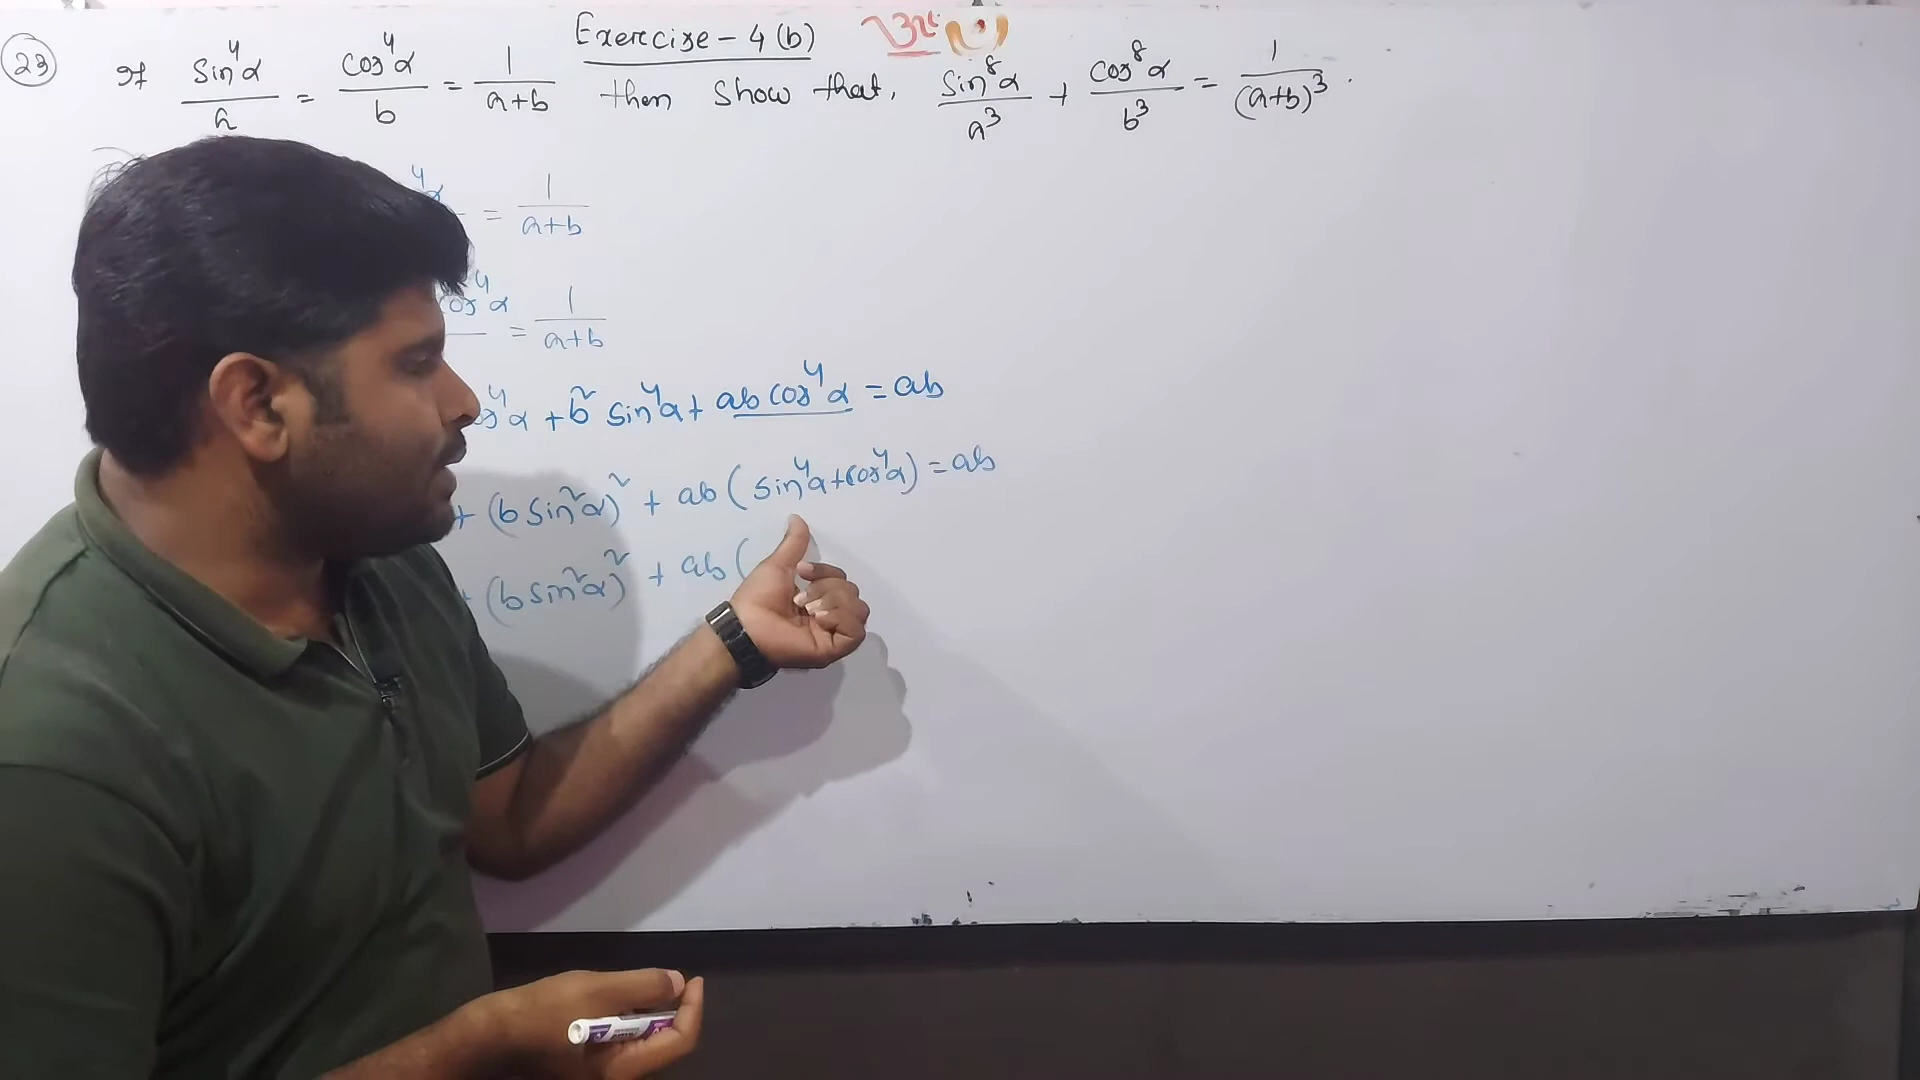 Exercise - 4(b)
23 If sin⁴α/a = cos⁴α/b = 1/(a+b) then show that, sin⁸α/a³ + cos⁸α/b³ = 1/(a+b)³.
⁴α = 1/(a+b)
cos⁴α = 1/(a+b)
os⁴α + b² sin⁴α + ab cos⁴α = ab
+ (b sin²α)² + ab (sin⁴α + cos⁴α) = ab
+ (b sin²α)² + ab (